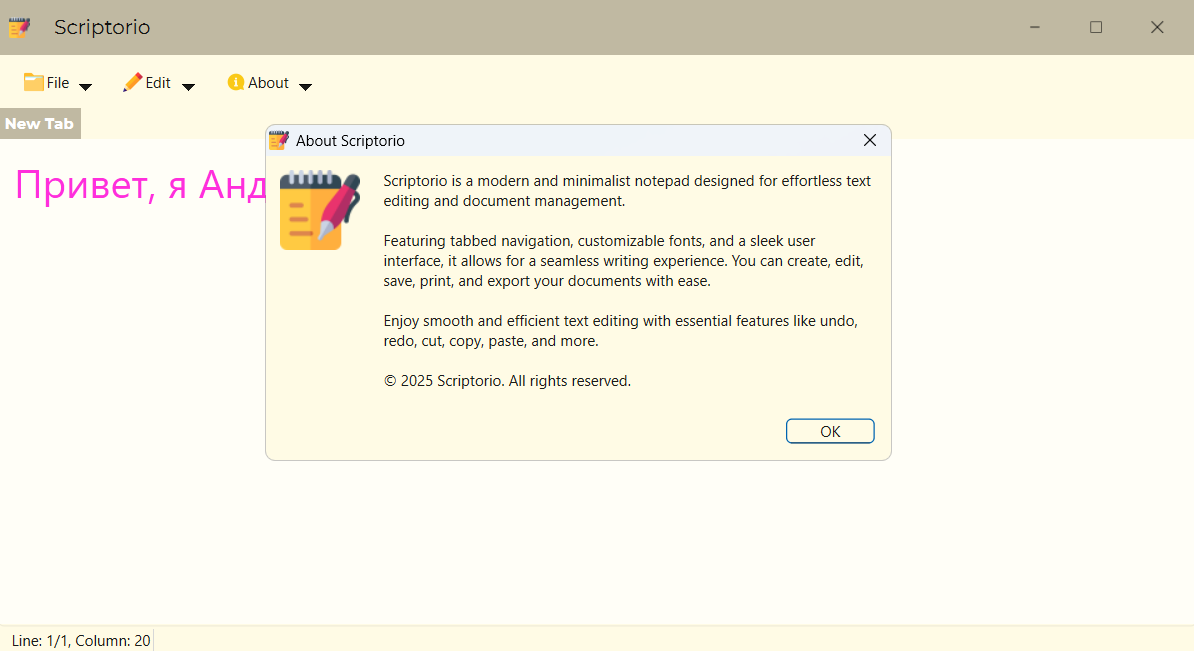 Scriptorio
File
Edit
About
New Tab
Привет, я
About Scriptorio
Scriptorio is a modern and minimalist notepad designed for effortless text
editing and document management.
Featuring tabbed navigation, customizable fonts, and a sleek user
interface, it allows for a seamless writing experience. You can create, edit,
save, print, and export your documents with ease.
Enjoy smooth and efficient text editing with essential features like undo,
redo, cut, copy, paste, and more.
© 2025 Scriptorio. All rights reserved.
OK
Line: 1/1, Column: 20